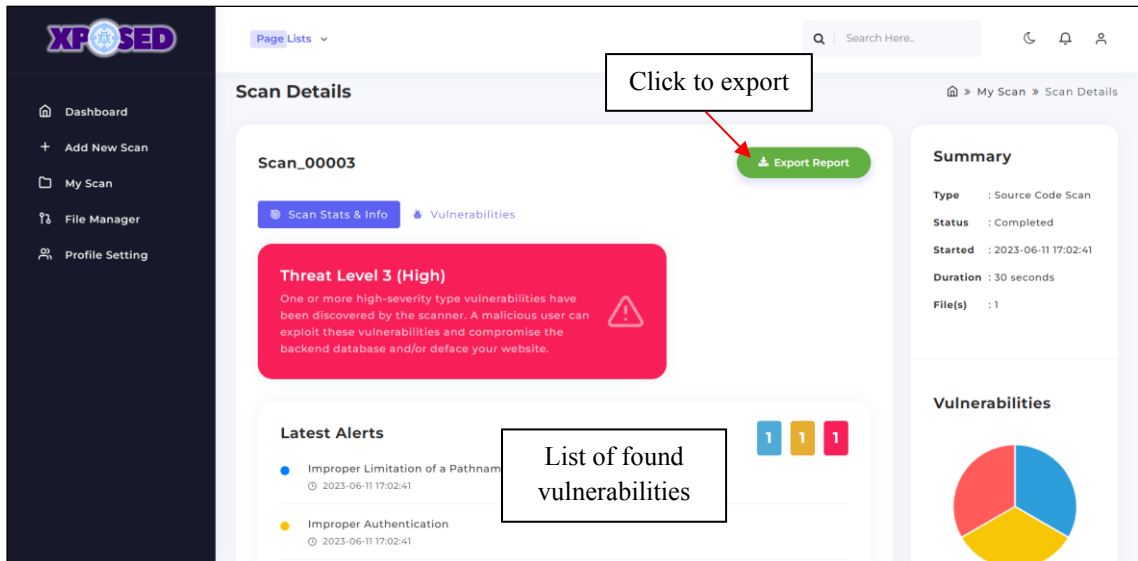 XPOSED
Page Lists
Search Here..
Click to export
Scan Details
My Scan » Scan Details
Dashboard
Add New Scan
My Scan
File Manager
Profile Setting
Scan_00003
Export Report
Scan Stats & Info
Vulnerabilities
Threat Level 3 (High)
One or more high-severity type vulnerabilities have
been discovered by the scanner. A malicious user can
exploit these vulnerabilities and compromise the
backend database and/or deface your website.
Summary
Type : Source Code Scan
Status : Completed
Started : 2023-06-11 17:02:41
Duration : 30 seconds
File(s) : 1
Latest Alerts
1 1 1
List of found
vulnerabilities
Improper Limitation of a
2023-06-11 17:02:41
Improper Authentication
2023-06-11 17:02:41
Vulnerabilities